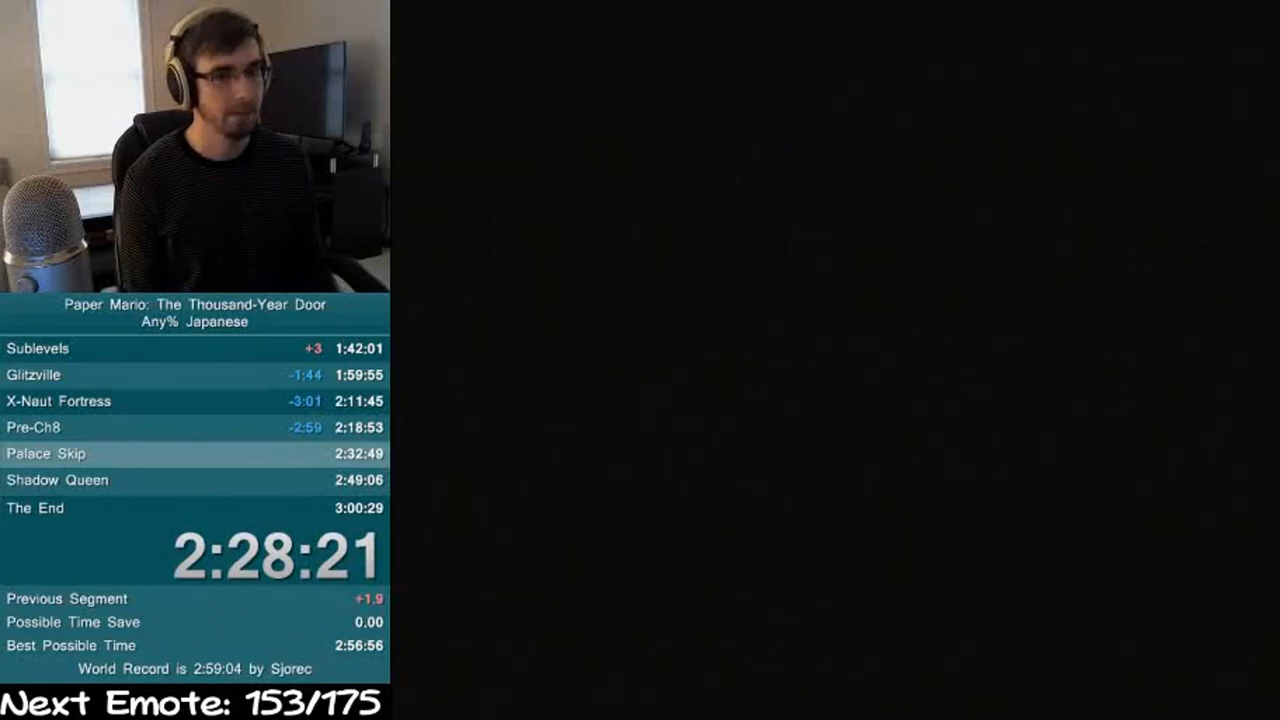 Paper Mario: The Thousand-Year Door
Any% Japanese
Sublevels +3 1:42:01
Glitzville -1:44 1:59:55
X-Naut Fortress -3:01 2:11:45
Pre-Ch8 -2:59 2:18:53
Palace Skip 2:32:49
Shadow Queen 2:49:06
The End 3:00:29
2:28:21
Previous Segment +1.9
Possible Time Save 0.00
Best Possible Time 2:56:56
World Record is 2:59:04 by Sjorec
Next Emote: 153/175